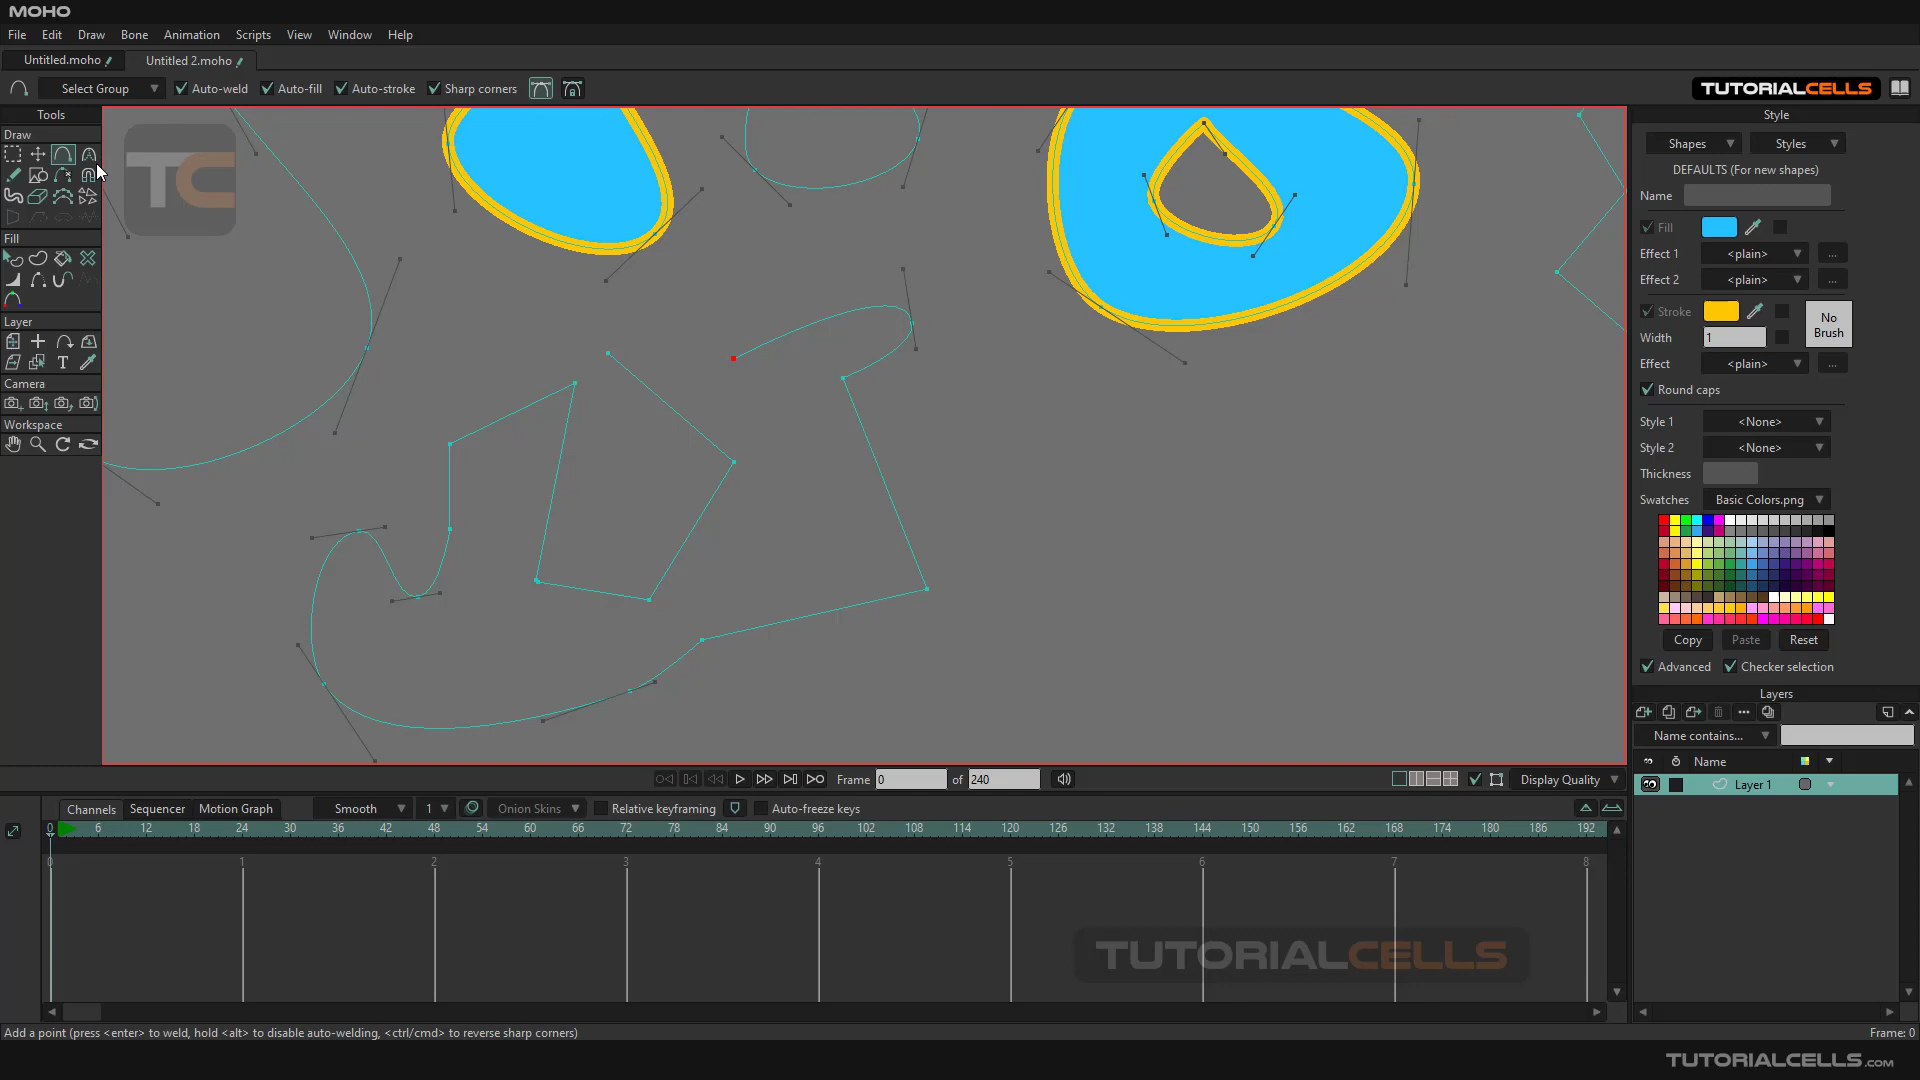 MOHO
File Edit Draw Bone Animation Scripts View Window Help
Untitled.moho Untitled 2.moho
Select Group Auto-weld Auto-fill Auto-stroke Sharp corners TUTORIALCELLS
Tools
Draw
TC
Fill
Layer
T
Camera
Workspace
Style
Shapes Styles
DEFAULTS (For new shapes)
Name
Fill
Effect 1 <plain> ...
Effect 2 <plain> ...
Stroke
No Brush
Width 1
Effect <plain> ...
Round caps
Style 1 <None>
Style 2 <None>
Thickness
Swatches Basic Colors.png
Copy Paste Reset
Advanced Checker selection
Layers
Name contains...
Name
Layer 1
Frame 0 of 240 Display Quality
Channels Sequencer Motion Graph Smooth 1 Onion Skins Relative keyframing Auto-freeze keys
0 6 12 18 24 30 36 42 48 54 60 66 72 78 84 90 96 102 108 114 120 126 132 138 144 150 156 162 168 174 180 186 192
0 1 2 3 4 5 6 7 8
TUTORIALCELLS
Add a point (press <enter> to weld, hold <alt> to disable auto-welding, <ctrl/cmd> to reverse sharp corners) Frame: 0
TUTORIALCELLS.COM